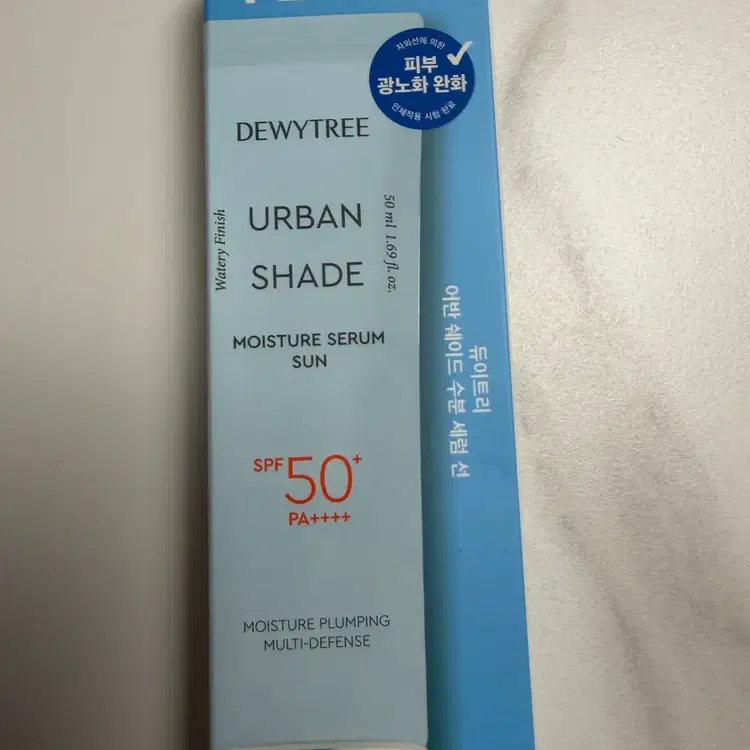 자외선에 의한
피부
광노화 완화
인체적용 시험 완료
DEWYTREE
Watery Finish
URBAN
SHADE
50 ml 1.69 fl. oz.
MOISTURE SERUM
SUN
듀이트리
어반 쉐이드 수분 세럼 선
SPF 50+
PA++++
MOISTURE PLUMPING
MULTI-DEFENSE